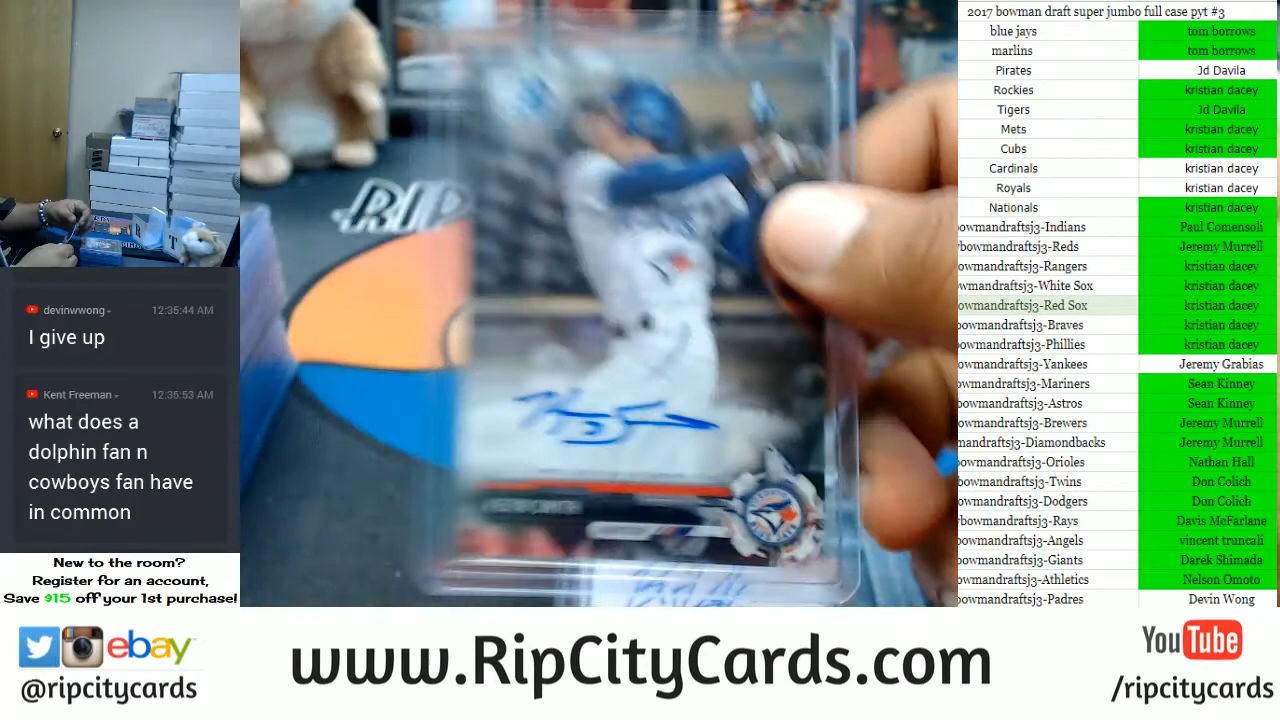 2017 bowman draft super jumbo full case pyt #3
blue jays tom borrows
marlins tom borrows
Pirates Jd Davila
Rockies kristian dacey
Tigers Jd Davila
Mets kristian dacey
Cubs kristian dacey
Cardinals kristian dacey
Royals kristian dacey
Nationals kristian dacey
bowmandraftsj3-Indians Paul Comensoli
bowmandraftsj3-Reds Jeremy Murrell
owmandraftsj3-Rangers kristian dacey
owmandraftsj3-White Sox kristian dacey
owmandraftsj3-Red Sox kristian dacey
owmandraftsj3-Braves kristian dacey
owmandraftsj3-Phillies kristian dacey
owmandraftsj3-Yankees Jeremy Grabias
owmandraftsj3-Mariners Sean Kinney
owmandraftsj3-Astros Sean Kinney
owmandraftsj3-Brewers Jeremy Murrell
mandraftsj3-Diamondbacks Jeremy Murrell
owmandraftsj3-Orioles Nathan Hall
owmandraftsj3-Twins Don Colich
owmandraftsj3-Dodgers Don Colich
bowmandraftsj3-Rays Davis McFarlane
owmandraftsj3-Angels vincent truncali
owmandraftsj3-Giants Darek Shimada
owmandraftsj3-Athletics Nelson Omoto
owmandraftsj3-Padres Devin Wong
RIP
devinwwong 12:35:44 AM
I give up
Kent Freeman 12:35:53 AM
what does a
dolphin fan n
cowboys fan have
in common
New to the room?
Register for an account,
Save $15 off your 1st purchase!
ebay
@ripcitycards
www.RipCityCards.com
YouTube
/ripcitycards